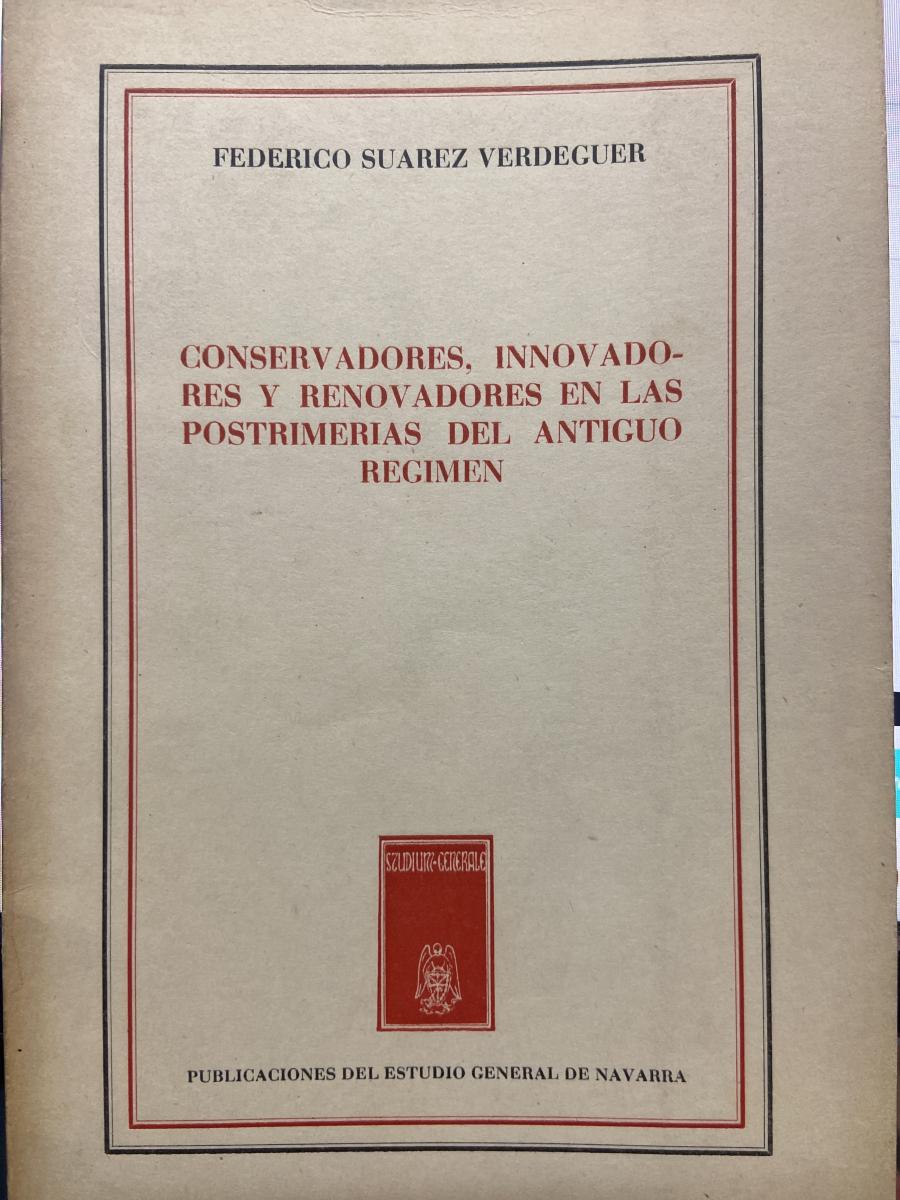 FEDERICO SUAREZ VERDEGUER
CONSERVADORES, INNOVADO-
RES Y RENOVADORES EN LAS
POSTRIMERIAS DEL ANTIGUO
REGIMEN
STUDIUM-GENERALE
PUBLICACIONES DEL ESTUDIO GENERAL DE NAVARRA